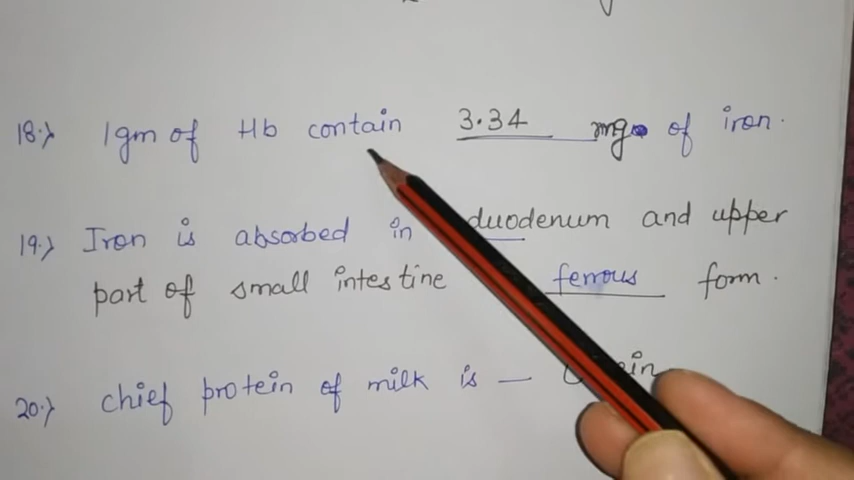 18.) 1gm of Hb contain 3.34 mg of iron.
19.) Iron is absorbed in duodenum and upper
part of small intestine ferrous form.
20.) chief protein of milk is —